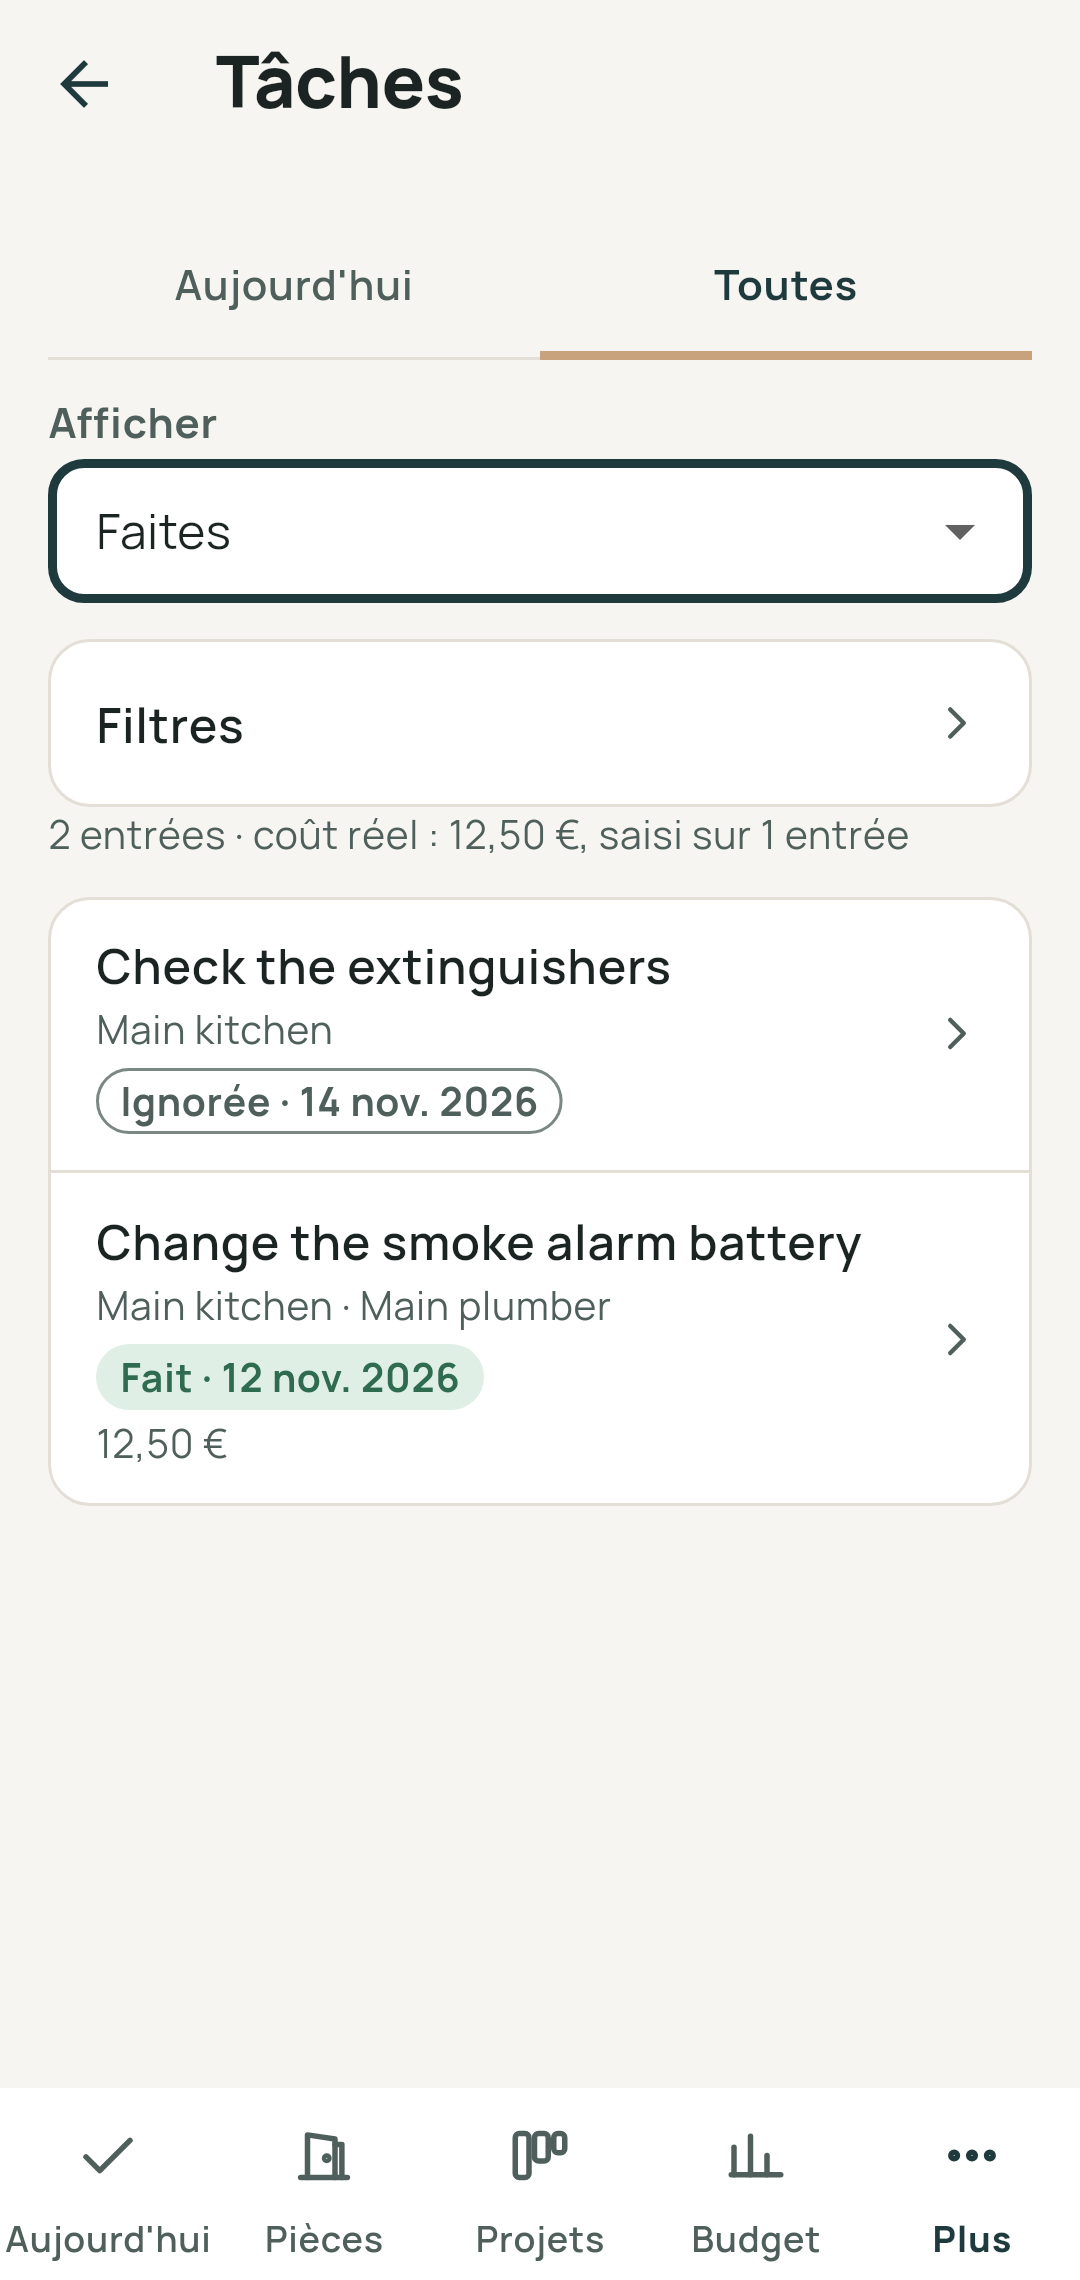 Tâches
Aujourd'hui
Toutes
Afficher
Faites
Filtres
2 entrées · coût réel : 12,50 €, saisi sur 1 entrée
Check the extinguishers
Main kitchen
Ignorée · 14 nov. 2026
Change the smoke alarm battery
Main kitchen · Main plumber
Fait · 12 nov. 2026
12,50 €
Aujourd'hui
Pièces
Projets
Budget
Plus